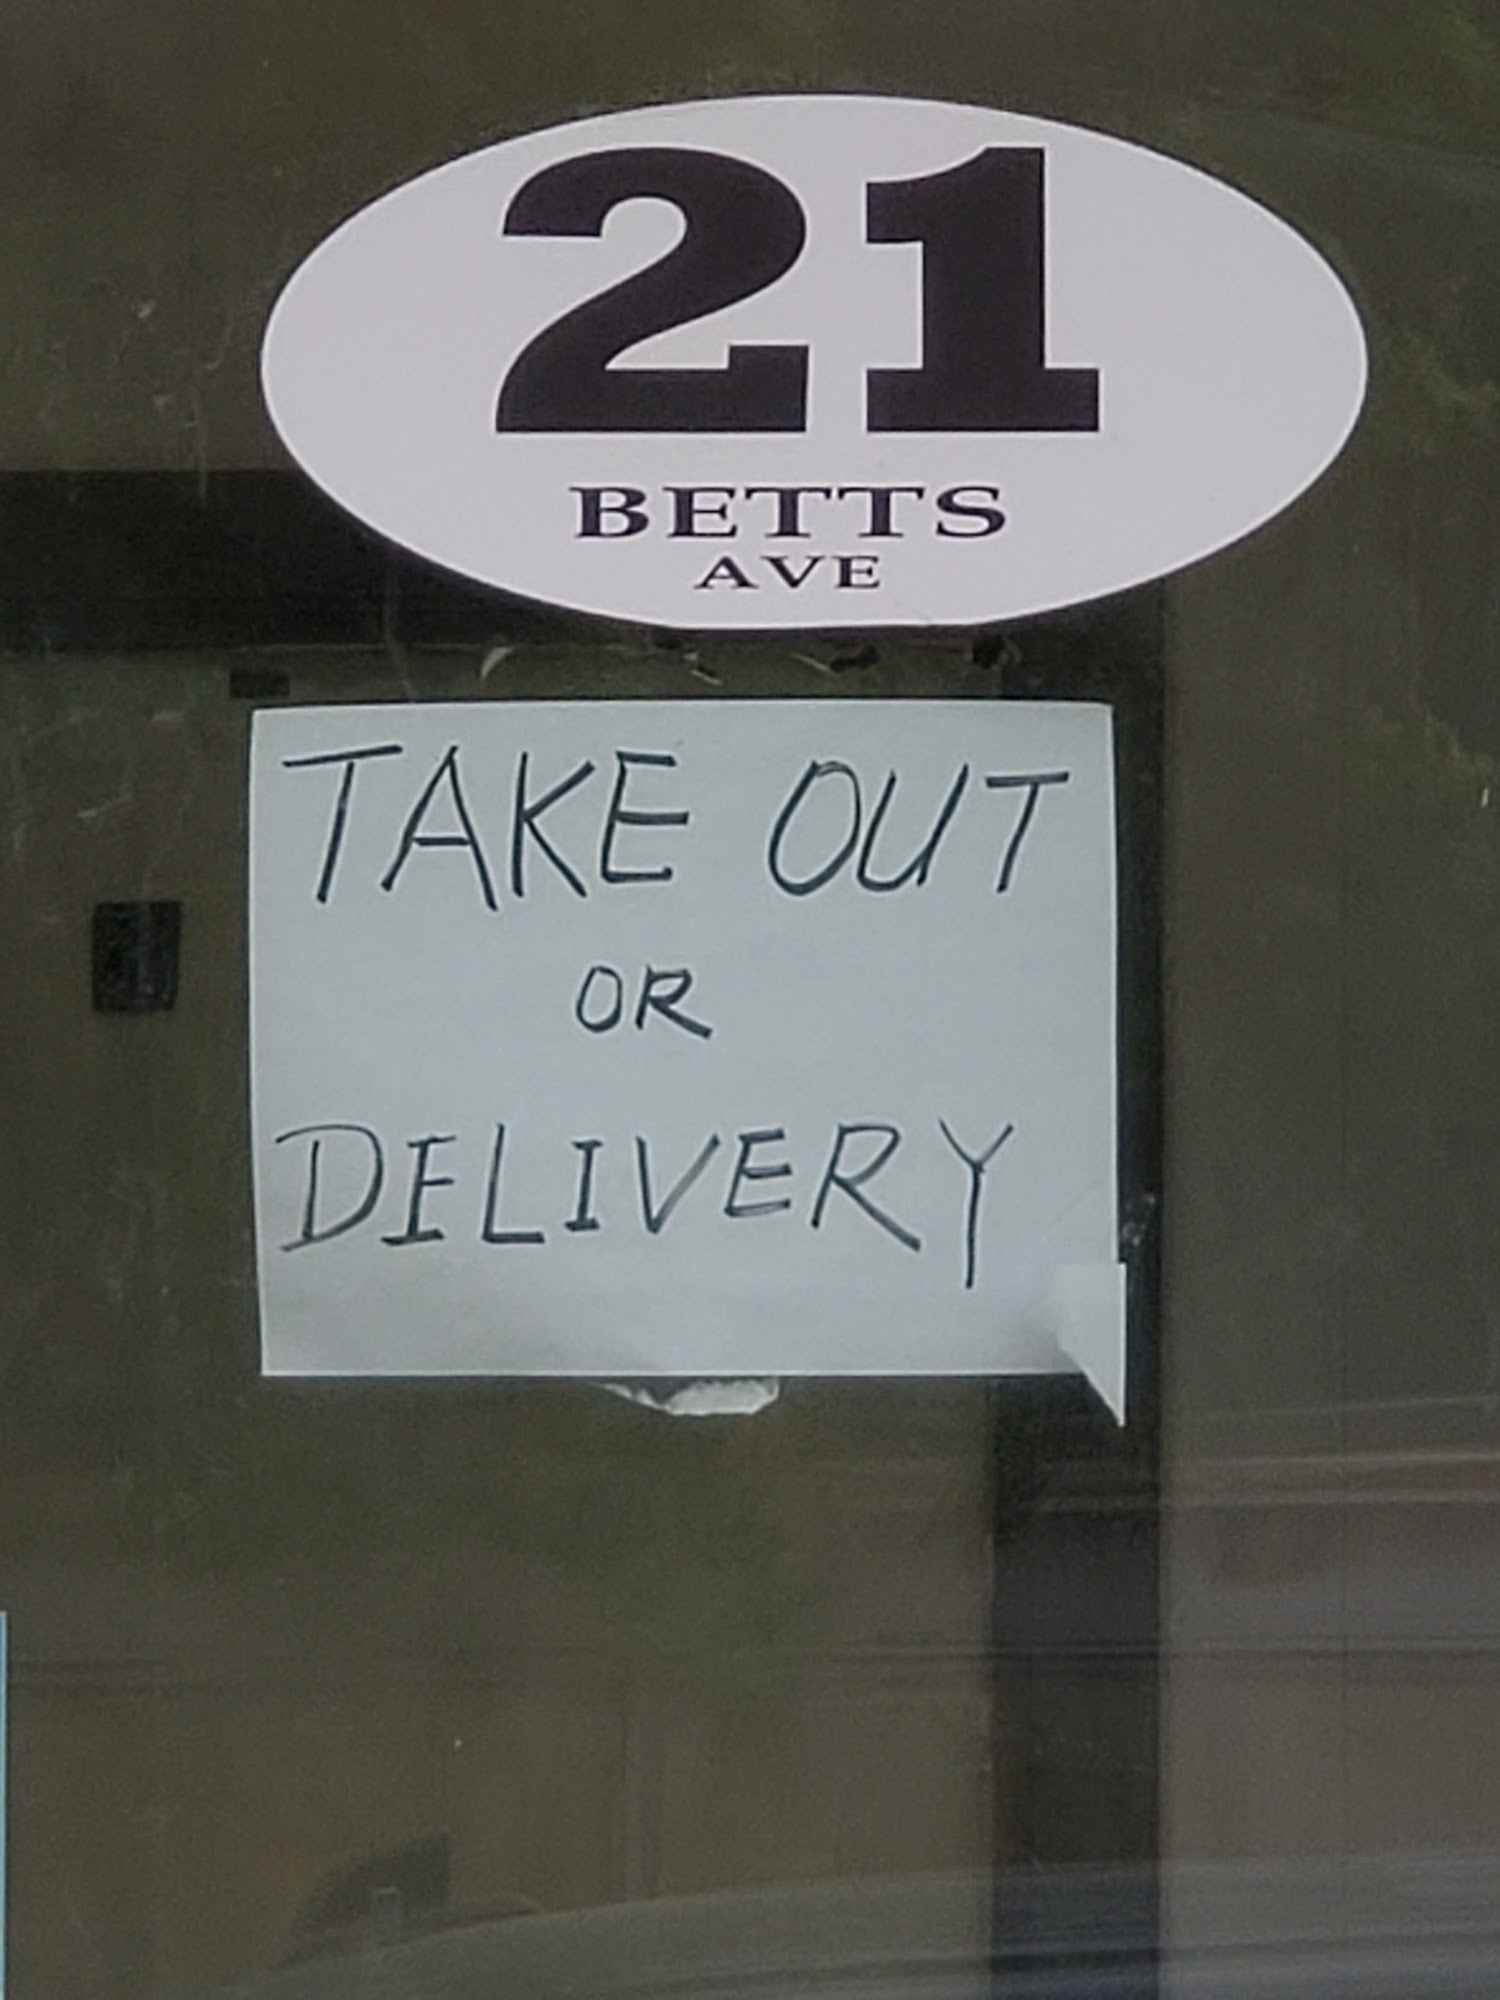 21
BETTS
AVE
TAKE OUT
OR
DELIVERY